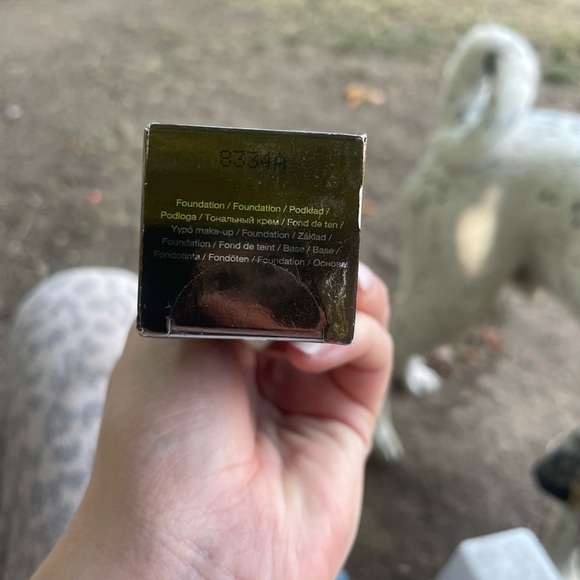 8334A
Foundation / Foundation / Podkład /
Podloga / Тональный крем / Fond de ten /
Υγρό make-up / Foundation / Základ /
Foundation / Fond de teint / Base / Base /
Fondotinta / Fondöten / Foundation / Основа